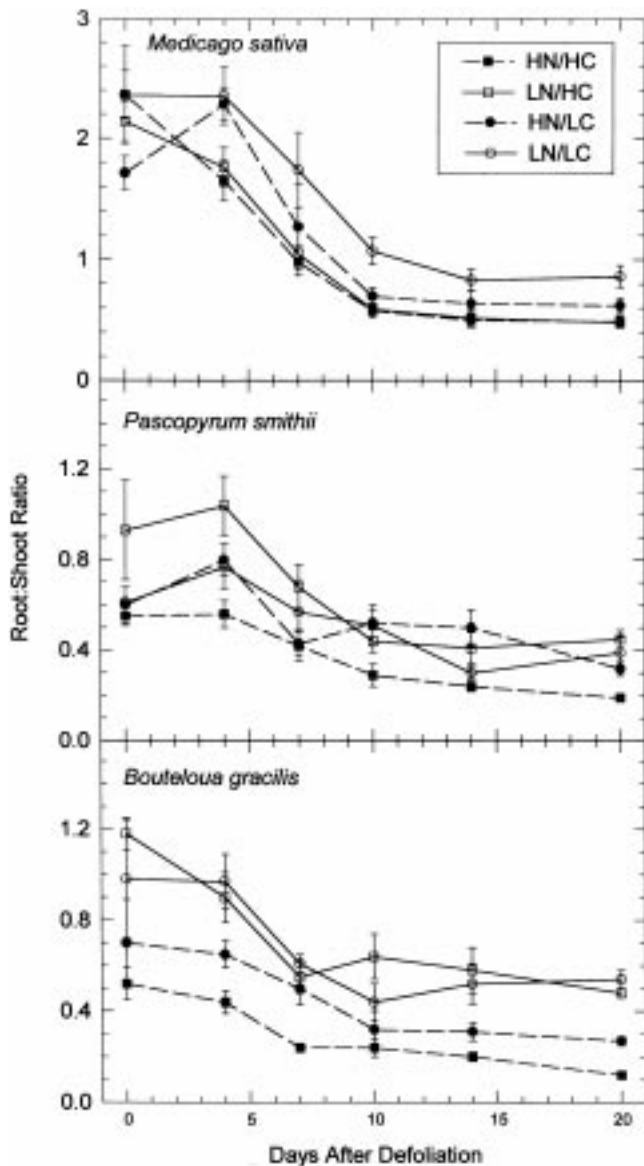 3
Medicago sativa
HN/HC
LN/HC
HN/LC
LN/LC
2
1
0
Pascopyrum smithii
1.2
0.8
0.4
0.0
Root:Shoot Ratio
Bouteloua gracilis
1.2
0.8
0.4
0.0
0 5 10 15 20
Days After Defoliation